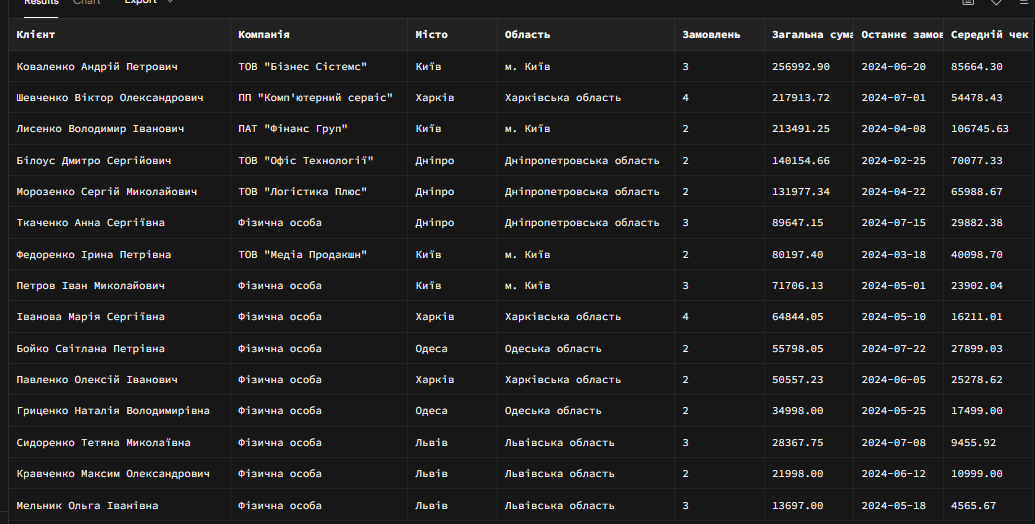 Results Chart Export
Клієнт Компанія Місто Область Замовлень Загальна сума Останнє замов Середній чек
Коваленко Андрій Петрович ТОВ "Бізнес Сістемс" Київ м. Київ 3 256992.90 2024-06-20 85664.30
Шевченко Віктор Олександрович ПП "Комп'ютерний сервіс" Харків Харківська область 4 217913.72 2024-07-01 54478.43
Лисенко Володимир Іванович ПАТ "Фінанс Груп" Київ м. Київ 2 213491.25 2024-04-08 106745.63
Білоус Дмитро Сергійович ТОВ "Офіс Технології" Дніпро Дніпропетровська область 2 140154.66 2024-02-25 70077.33
Морозенко Сергій Миколайович ТОВ "Логістика Плюс" Дніпро Дніпропетровська область 2 131977.34 2024-04-22 65988.67
Ткаченко Анна Сергіївна Фізична особа Дніпро Дніпропетровська область 3 89647.15 2024-07-15 29882.38
Федоренко Ірина Петрівна ТОВ "Медіа Продакшн" Київ м. Київ 2 80197.40 2024-03-18 40098.70
Петров Іван Миколайович Фізична особа Київ м. Київ 3 71706.13 2024-05-01 23902.04
Іванова Марія Сергіївна Фізична особа Харків Харківська область 4 64844.05 2024-05-10 16211.01
Бойко Світлана Петрівна Фізична особа Одеса Одеська область 2 55798.05 2024-07-22 27899.03
Павленко Олексій Іванович Фізична особа Харків Харківська область 2 50557.23 2024-06-05 25278.62
Гриценко Наталія Володимирівна Фізична особа Одеса Одеська область 2 34998.00 2024-05-25 17499.00
Сидоренко Тетяна Миколаївна Фізична особа Львів Львівська область 3 28367.75 2024-07-08 9455.92
Кравченко Максим Олександрович Фізична особа Львів Львівська область 2 21998.00 2024-06-12 10999.00
Мельник Ольга Іванівна Фізична особа Львів Львівська область 3 13697.00 2024-05-18 4565.67